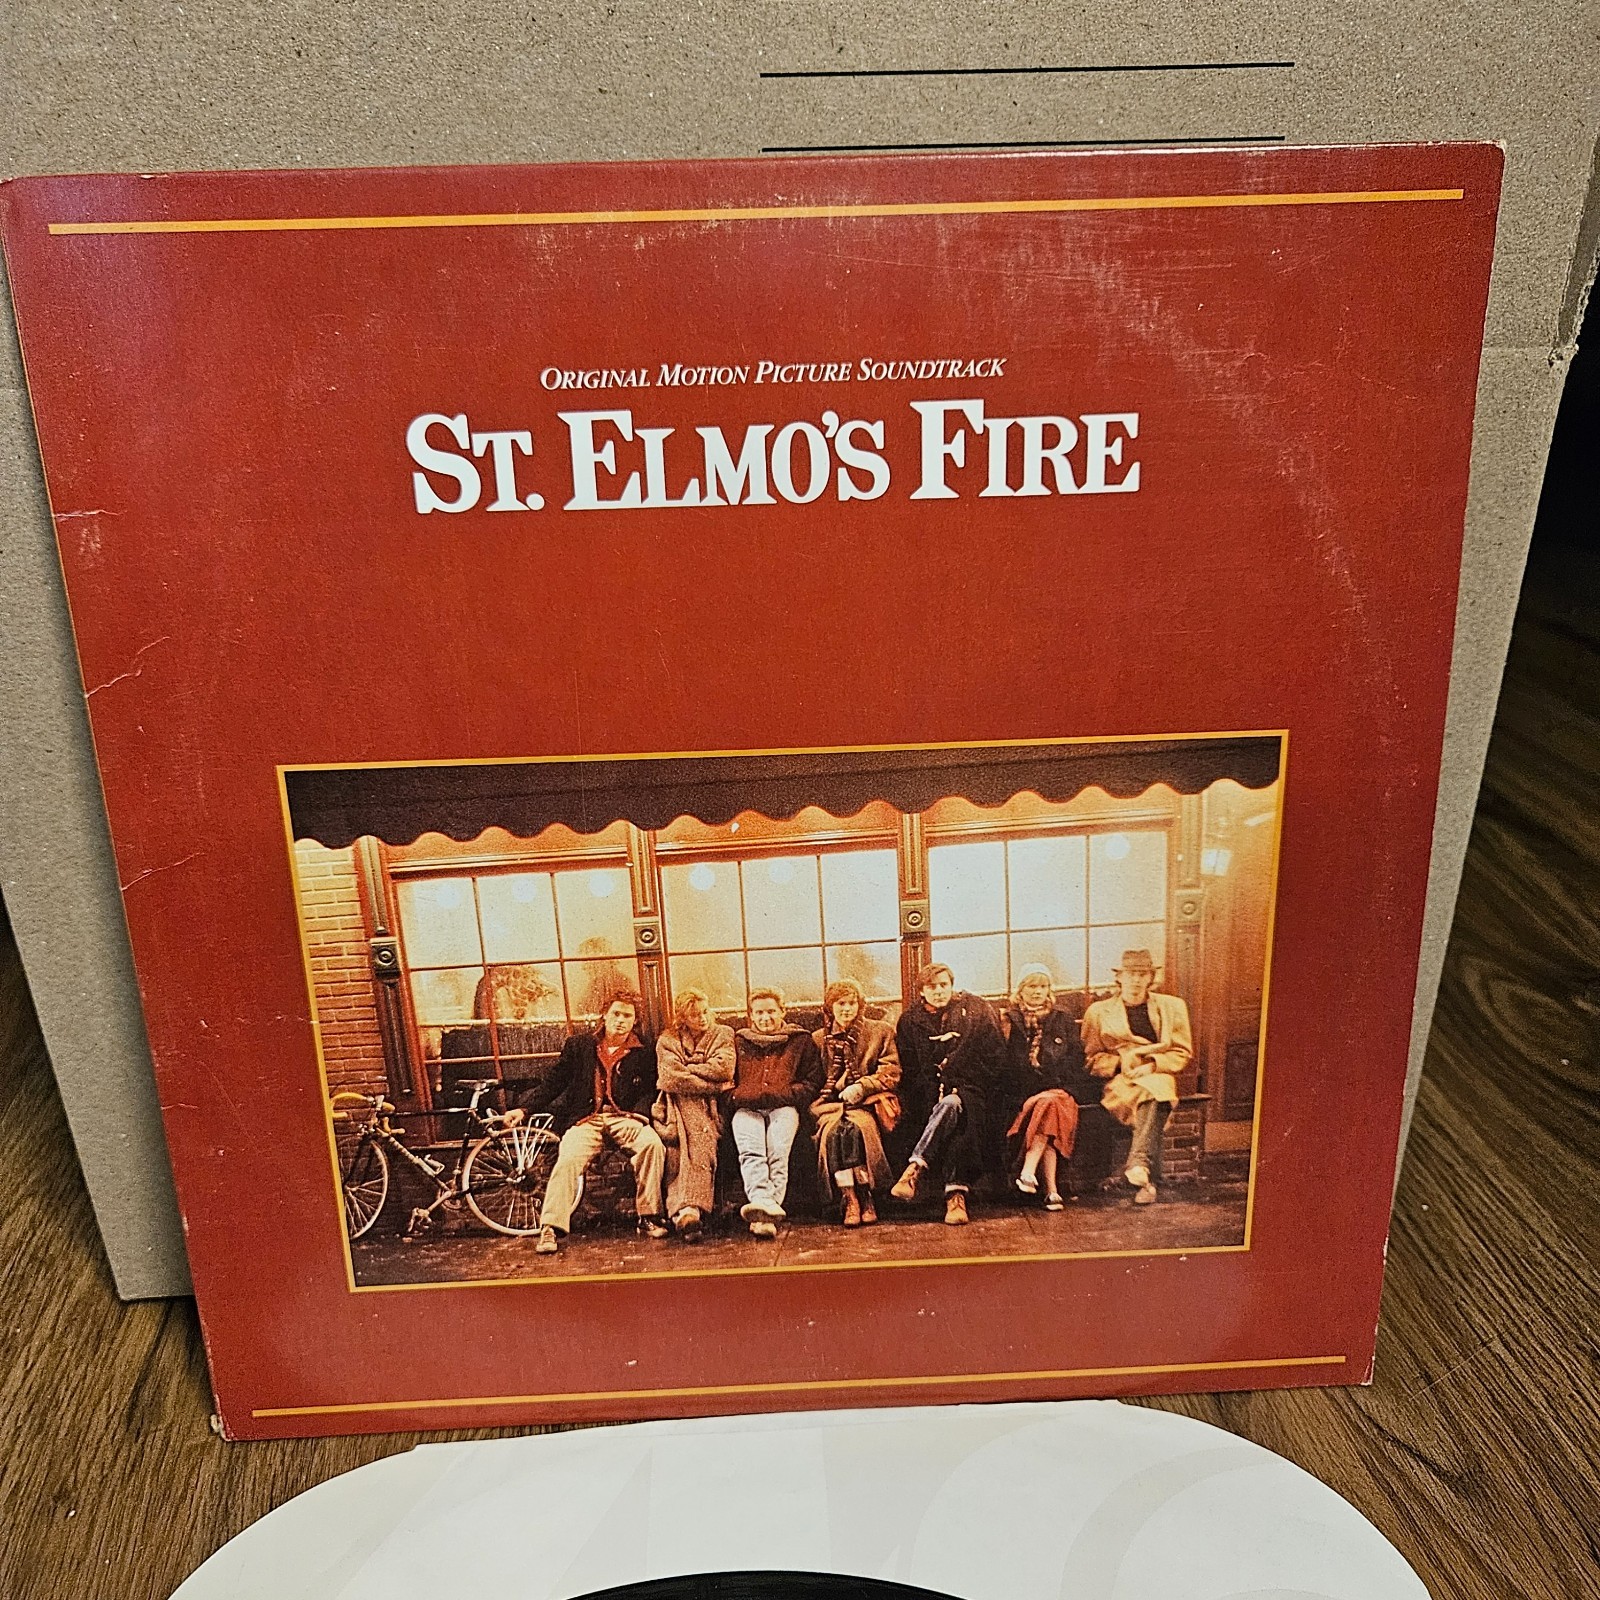 ORIGINAL MOTION PICTURE SOUNDTRACK
ST. ELMO'S FIRE